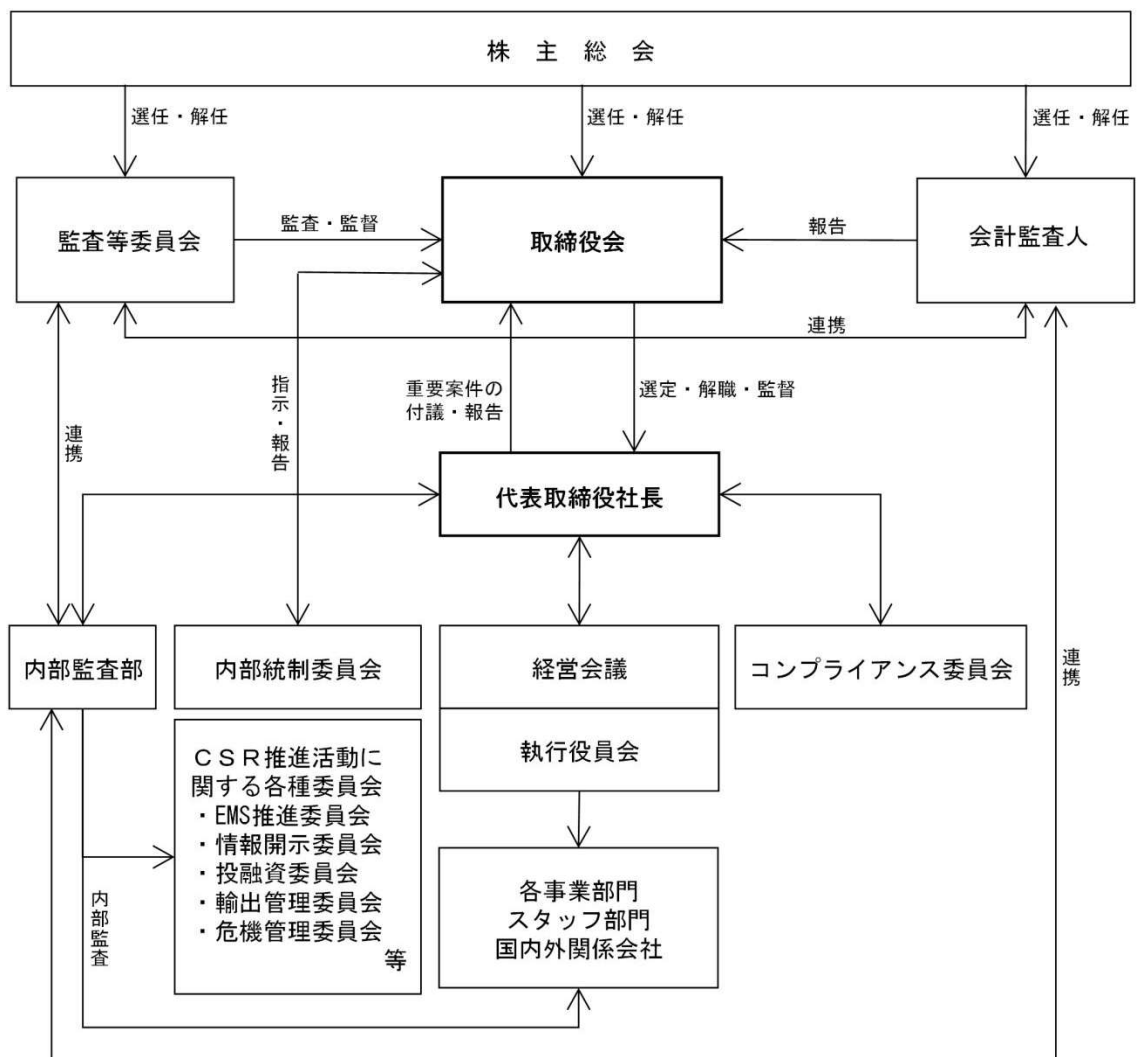 株主総会
選任・解任
選任・解任
選任・解任
監査等委員会
監査・監督
取締役会
報告
会計監査人
連携
指示・報告
重要案件の
付議・報告
選定・解職・監督
連携
代表取締役社長
内部監査部
内部統制委員会
経営会議
コンプライアンス委員会
連携
執行役員会
CSR推進活動に
関する各種委員会
・EMS推進委員会
・情報開示委員会
・投融資委員会
・輸出管理委員会
・危機管理委員会
等
各事業部門
スタッフ部門
国内外関係会社
内部監査